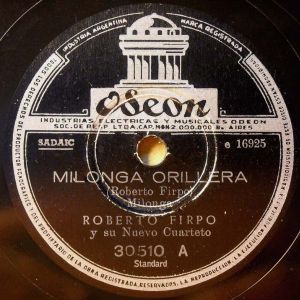 INDUSTRIA ARGENTINA
MARCA REGISTRADA
Odeon
INDUSTRIAS ELECTRICAS Y MUSICALES ODEON
SOC. DE RESP. LTDA. CAP. M$N 2.000.000 Bs. AIRES
SADAIC
e 16925
MILONGA ORILLERA
(Roberto Firpo)
Milonga
ROBERTO FIRPO
y su Nuevo Cuarteto
30510 A
Standard